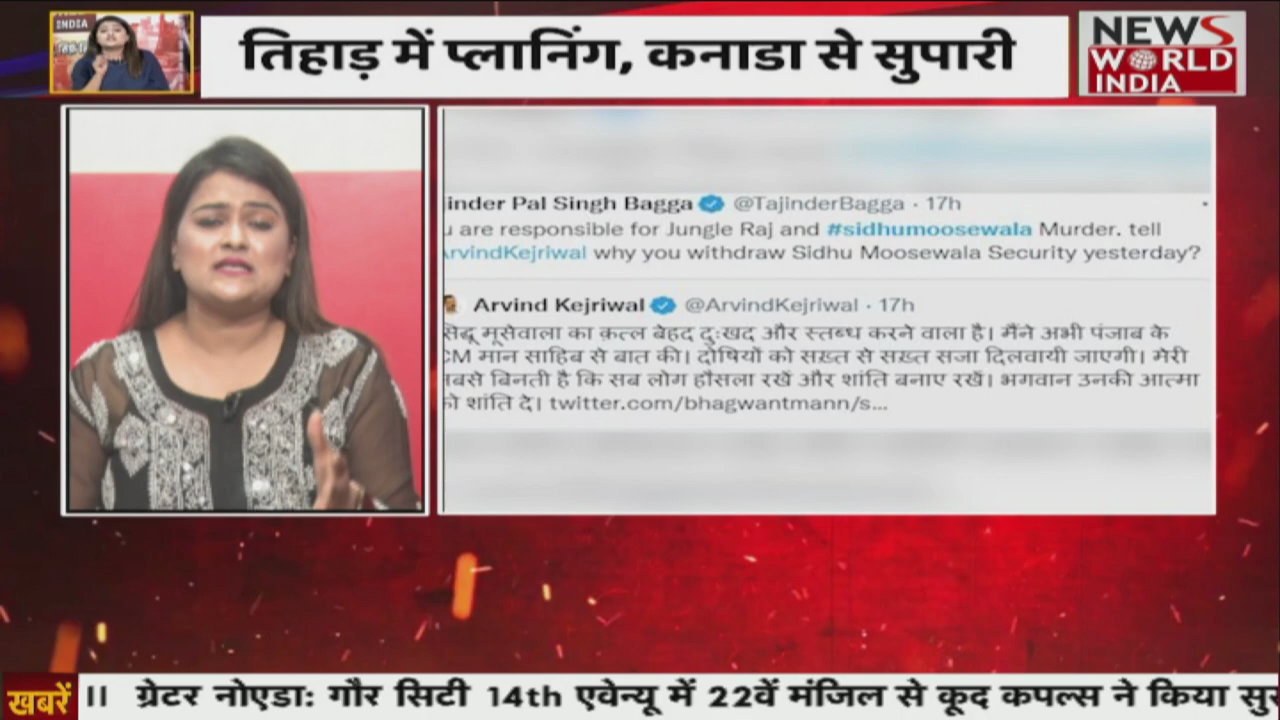 INDIA
तिहाड़ में प्लानिंग, कनाडा से सुपारी
NEWS
WORLD
INDIA
inder Pal Singh Bagga @TajinderBagga · 17h
u are responsible for Jungle Raj and #sidhumoosewala Murder. tell
ArvindKejriwal why you withdraw Sidhu Moosewala Security yesterday?
Arvind Kejriwal @ArvindKejriwal · 17h
सिद्धू मूसेवाला का क़त्ल बेहद दुःखद और स्तब्ध करने वाला है। मैंने अभी पंजाब के
CM मान साहिब से बात की। दोषियों को सख़्त से सख़्त सजा दिलवायी जाएगी। मेरी
सबसे बिनती है कि सब लोग हौसला रखें और शांति बनाए रखें। भगवान उनकी आत्मा
को शांति दे। twitter.com/bhagwantmann/s...
खबरें
॥ ग्रेटर नोएडा: गौर सिटी 14th एवेन्यू में 22वें मंजिल से कूद कपल्स ने किया सुस